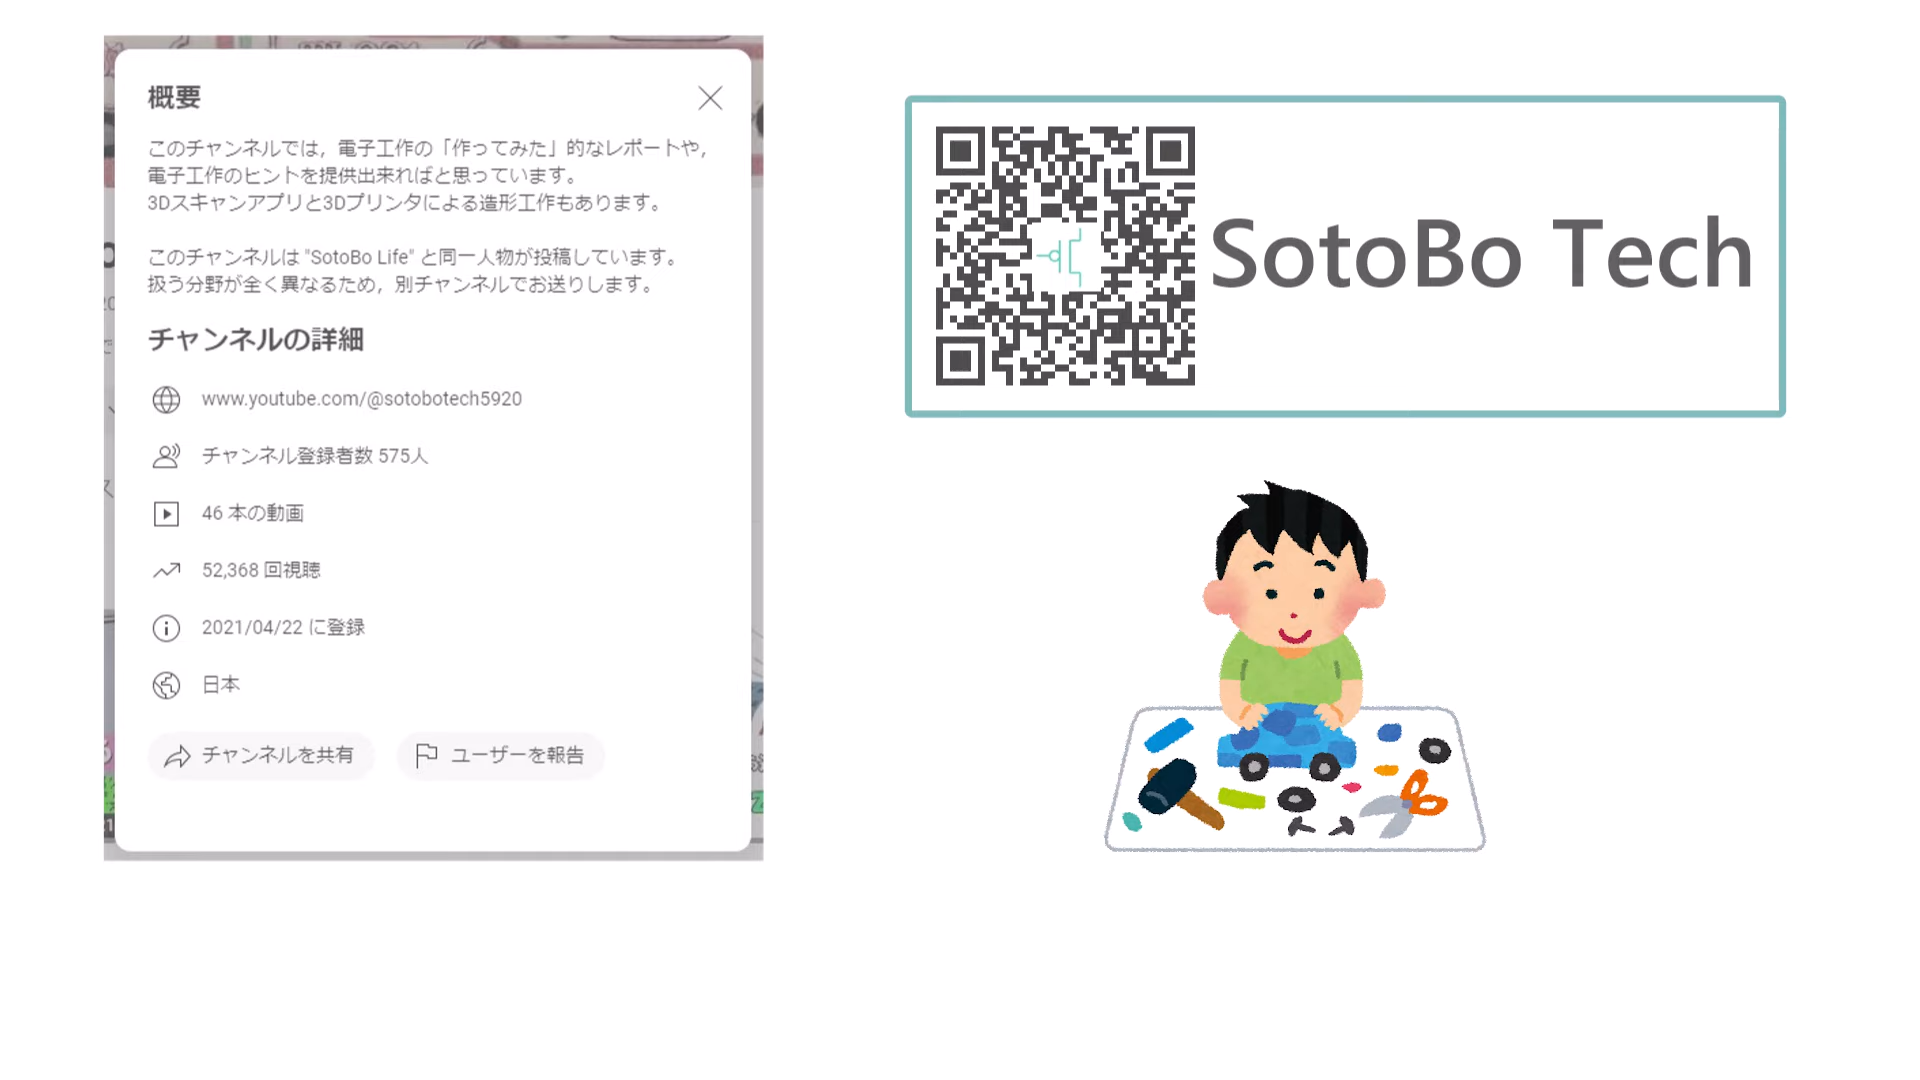 概要
このチャンネルでは，電子工作の「作ってみた」的なレポートや，
電子工作のヒントを提供出来ればと思っています。
3Dスキャンアプリと3Dプリンタによる造形工作もあります。
このチャンネルは "SotoBo Life" と同一人物が投稿しています。
扱う分野が全く異なるため，別チャンネルでお送りします。
チャンネルの詳細
www.youtube.com/@sotobotech5920
チャンネル登録者数 575人
46 本の動画
52,368 回視聴
2021/04/22 に登録
日本
チャンネルを共有
ユーザーを報告
SotoBo Tech